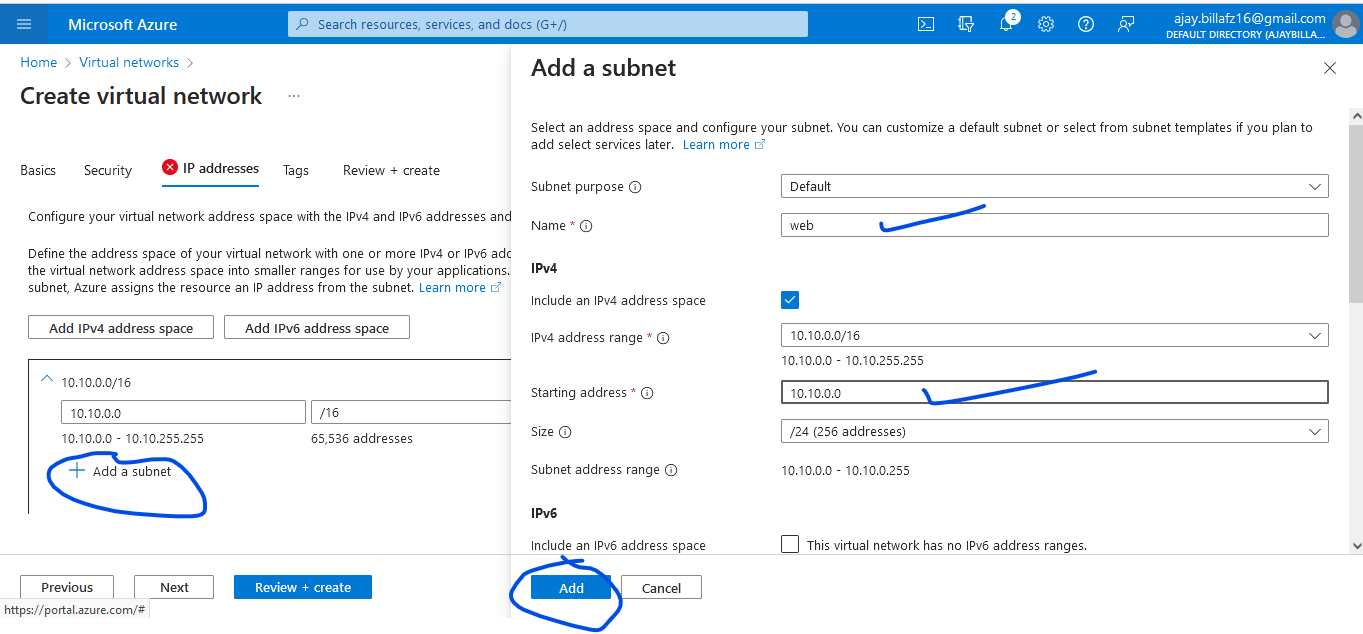 Microsoft Azure
Search resources, services, and docs (G+/)
2
ajay.billafz16@gmail.com
DEFAULT DIRECTORY (AJAYBILLA...
Home > Virtual networks >
Create virtual network ...
Basics Security IP addresses Tags Review + create
Configure your virtual network address space with the IPv4 and IPv6 addresses and
Define the address space of your virtual network with one or more IPv4 or IPv6 add
the virtual network address space into smaller ranges for use by your applications.
subnet, Azure assigns the resource an IP address from the subnet. Learn more
Add IPv4 address space Add IPv6 address space
10.10.0.0/16
10.10.0.0 /16
10.10.0.0 - 10.10.255.255 65,536 addresses
+ Add a subnet
Previous Next Review + create
https://portal.azure.com/#
Add a subnet
Select an address space and configure your subnet. You can customize a default subnet or select from subnet templates if you plan to
add select services later. Learn more
Subnet purpose Default
Name * web
IPv4
Include an IPv4 address space
IPv4 address range * 10.10.0.0/16
10.10.0.0 - 10.10.255.255
Starting address * 10.10.0.0
Size /24 (256 addresses)
Subnet address range 10.10.0.0 - 10.10.0.255
IPv6
Include an IPv6 address space This virtual network has no IPv6 address ranges.
Add Cancel